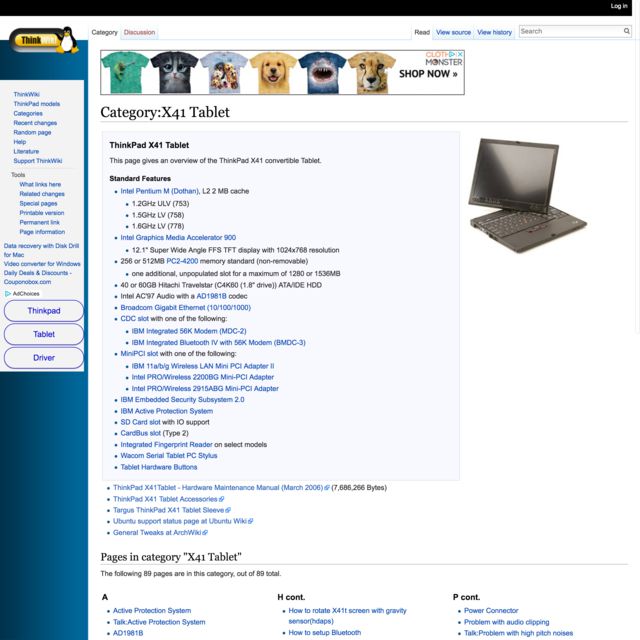 Log in
ThinkWiki
Category
Discussion
Read
View source
View history
Search
CLOTHING
MONSTER
SHOP NOW »
Category:X41 Tablet
ThinkWiki
ThinkPad models
Categories
Recent changes
Random page
Help
Literature
Support ThinkWiki
Tools
What links here
Related changes
Special pages
Printable version
Permanent link
Page information
Data recovery with Disk Drill
for Mac
Video converter for Windows
Daily Deals & Discounts -
Couponobox.com
AdChoices
Thinkpad
Tablet
Driver
ThinkPad X41 Tablet
This page gives an overview of the ThinkPad X41 convertible Tablet.
Standard Features
Intel Pentium M (Dothan), L2 2 MB cache
1.2GHz ULV (753)
1.5GHz LV (758)
1.6GHz LV (778)
Intel Graphics Media Accelerator 900
12.1" Super Wide Angle FFS TFT display with 1024x768 resolution
256 or 512MB PC2-4200 memory standard (non-removable)
one additional, unpopulated slot for a maximum of 1280 or 1536MB
40 or 60GB Hitachi Travelstar (C4K60 (1.8" drive)) ATA/IDE HDD
Intel AC'97 Audio with a AD1981B codec
Broadcom Gigabit Ethernet (10/100/1000)
CDC slot with one of the following:
IBM Integrated 56K Modem (MDC-2)
IBM Integrated Bluetooth IV with 56K Modem (BMDC-3)
MiniPCI slot with one of the following:
IBM 11a/b/g Wireless LAN Mini PCI Adapter II
Intel PRO/Wireless 2200BG Mini-PCI Adapter
Intel PRO/Wireless 2915ABG Mini-PCI Adapter
IBM Embedded Security Subsystem 2.0
IBM Active Protection System
SD Card slot with IO support
CardBus slot (Type 2)
Integrated Fingerprint Reader on select models
Wacom Serial Tablet PC Stylus
Tablet Hardware Buttons
ThinkPad X41Tablet - Hardware Maintenance Manual (March 2006) (7,686,266 Bytes)
ThinkPad X41 Tablet Accessories
Targus ThinkPad X41 Tablet Sleeve
Ubuntu support status page at Ubuntu Wiki
General Tweaks at ArchWiki
Pages in category "X41 Tablet"
The following 89 pages are in this category, out of 89 total.
A
Active Protection System
Talk:Active Protection System
AD1981B
H cont.
How to rotate X41t screen with gravity
sensor(hdaps)
How to setup Bluetooth
P cont.
Power Connector
Problem with audio clipping
Talk:Problem with high pitch noises